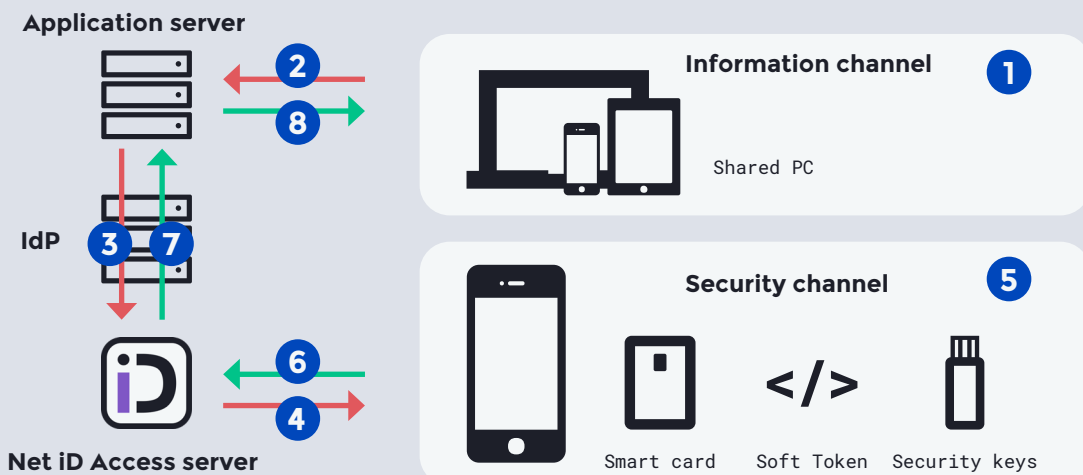 Application server
2
8
Information channel
1
Shared PC
IdP
3
7
Security channel
5
iD
6
4
</>
Net iD Access server
Smart card
Soft Token
Security keys